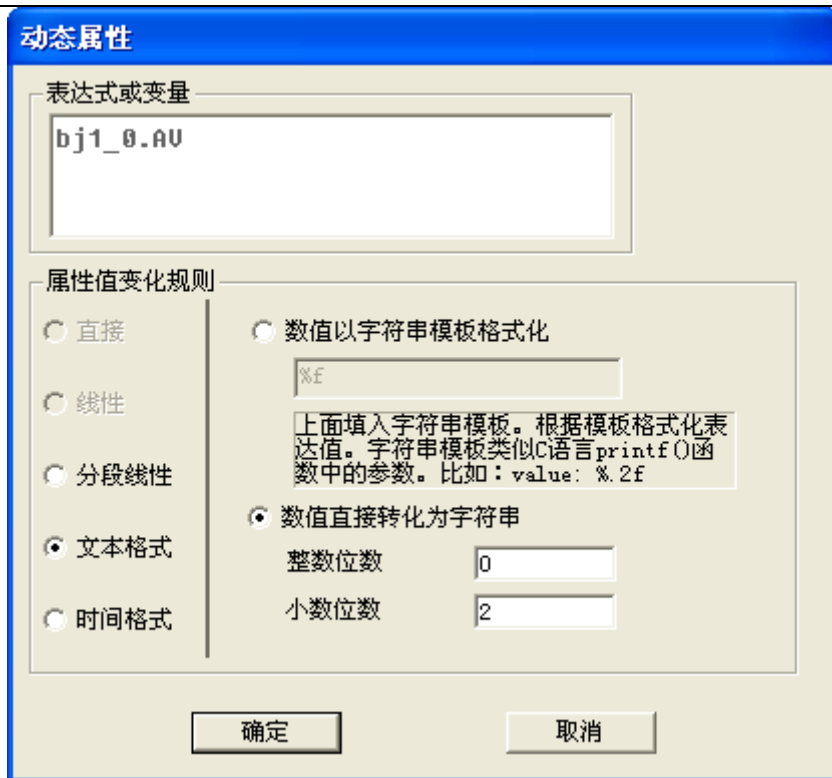 动态属性
表达式或变量
bj1_0.AV
属性值变化规则
直接
数值以字符串模板格式化
%f
线性
上面填入字符串模板。根据模板格式化表
达值。字符串模板类似C语言printf()函
数中的参数。比如：value: %.2f
分段线性
数值直接转化为字符串
文本格式
整数位数
0
小数位数
2
时间格式
确定
取消